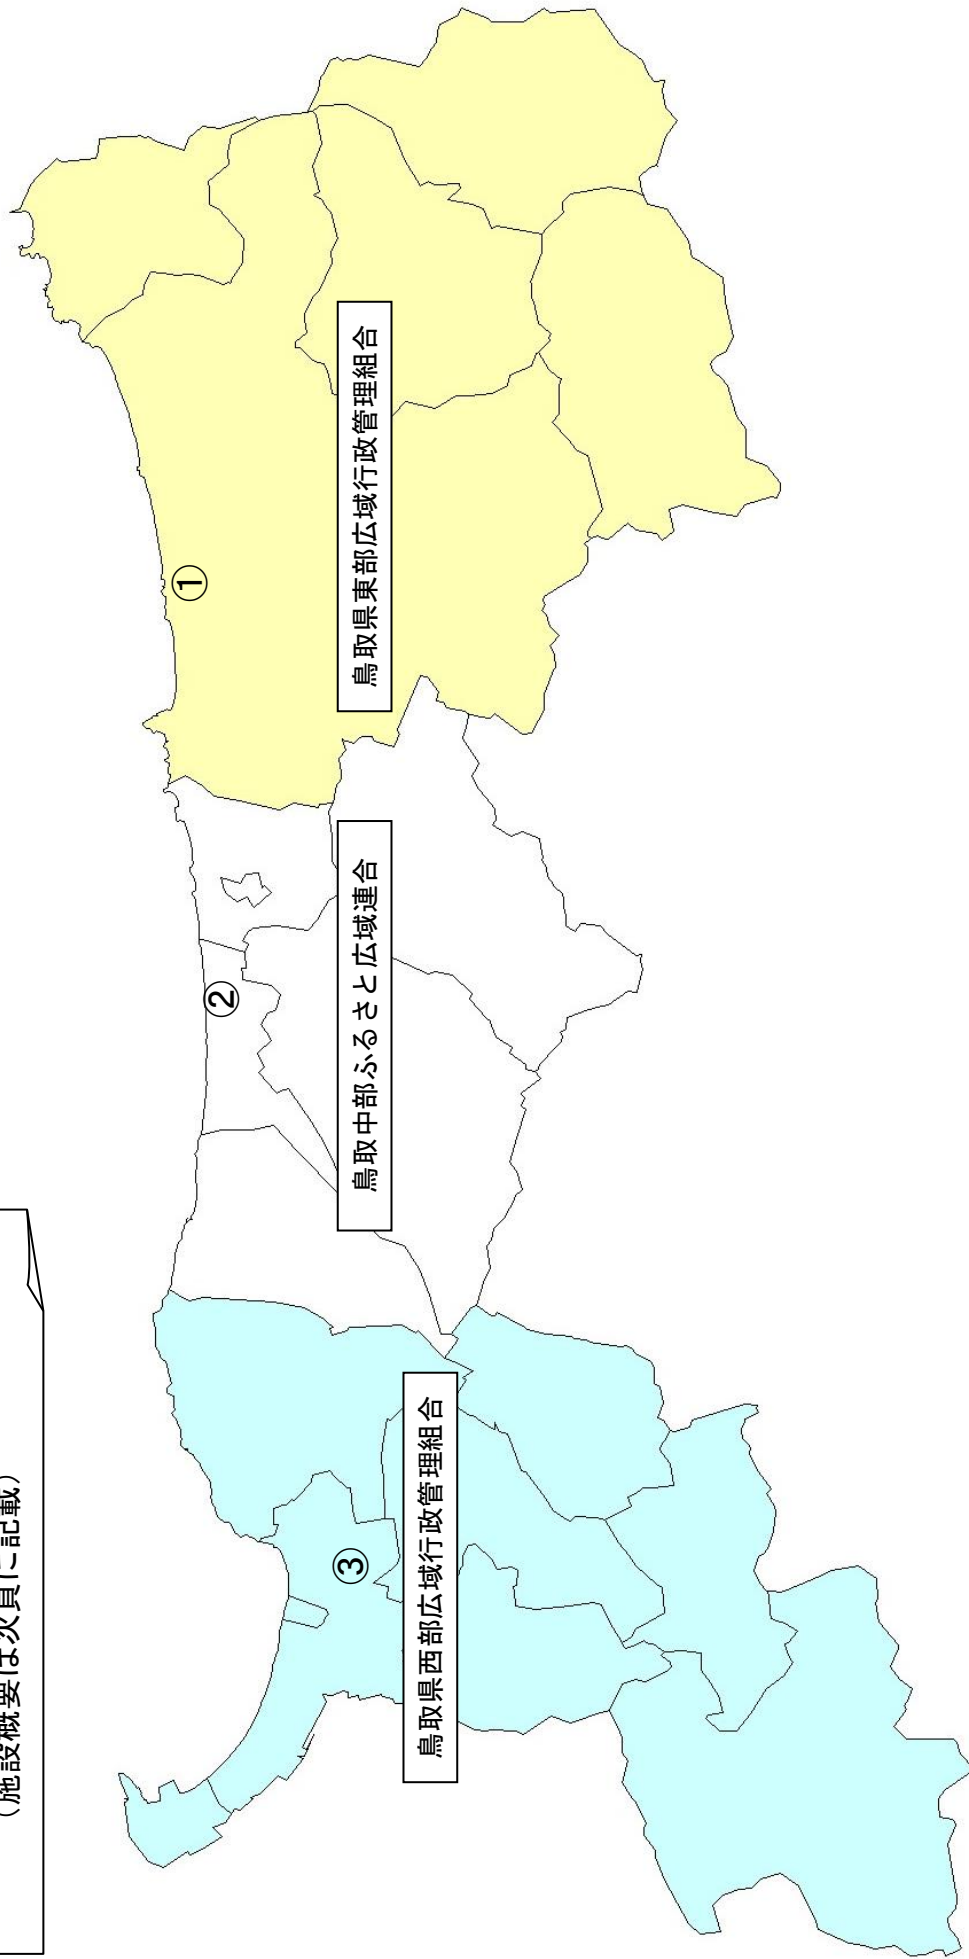 (施設概要は次頁に記載)
①
鳥取県東部広域行政管理組合
②
鳥取中部ふるさと広域連合
③
鳥取県西部広域行政管理組合